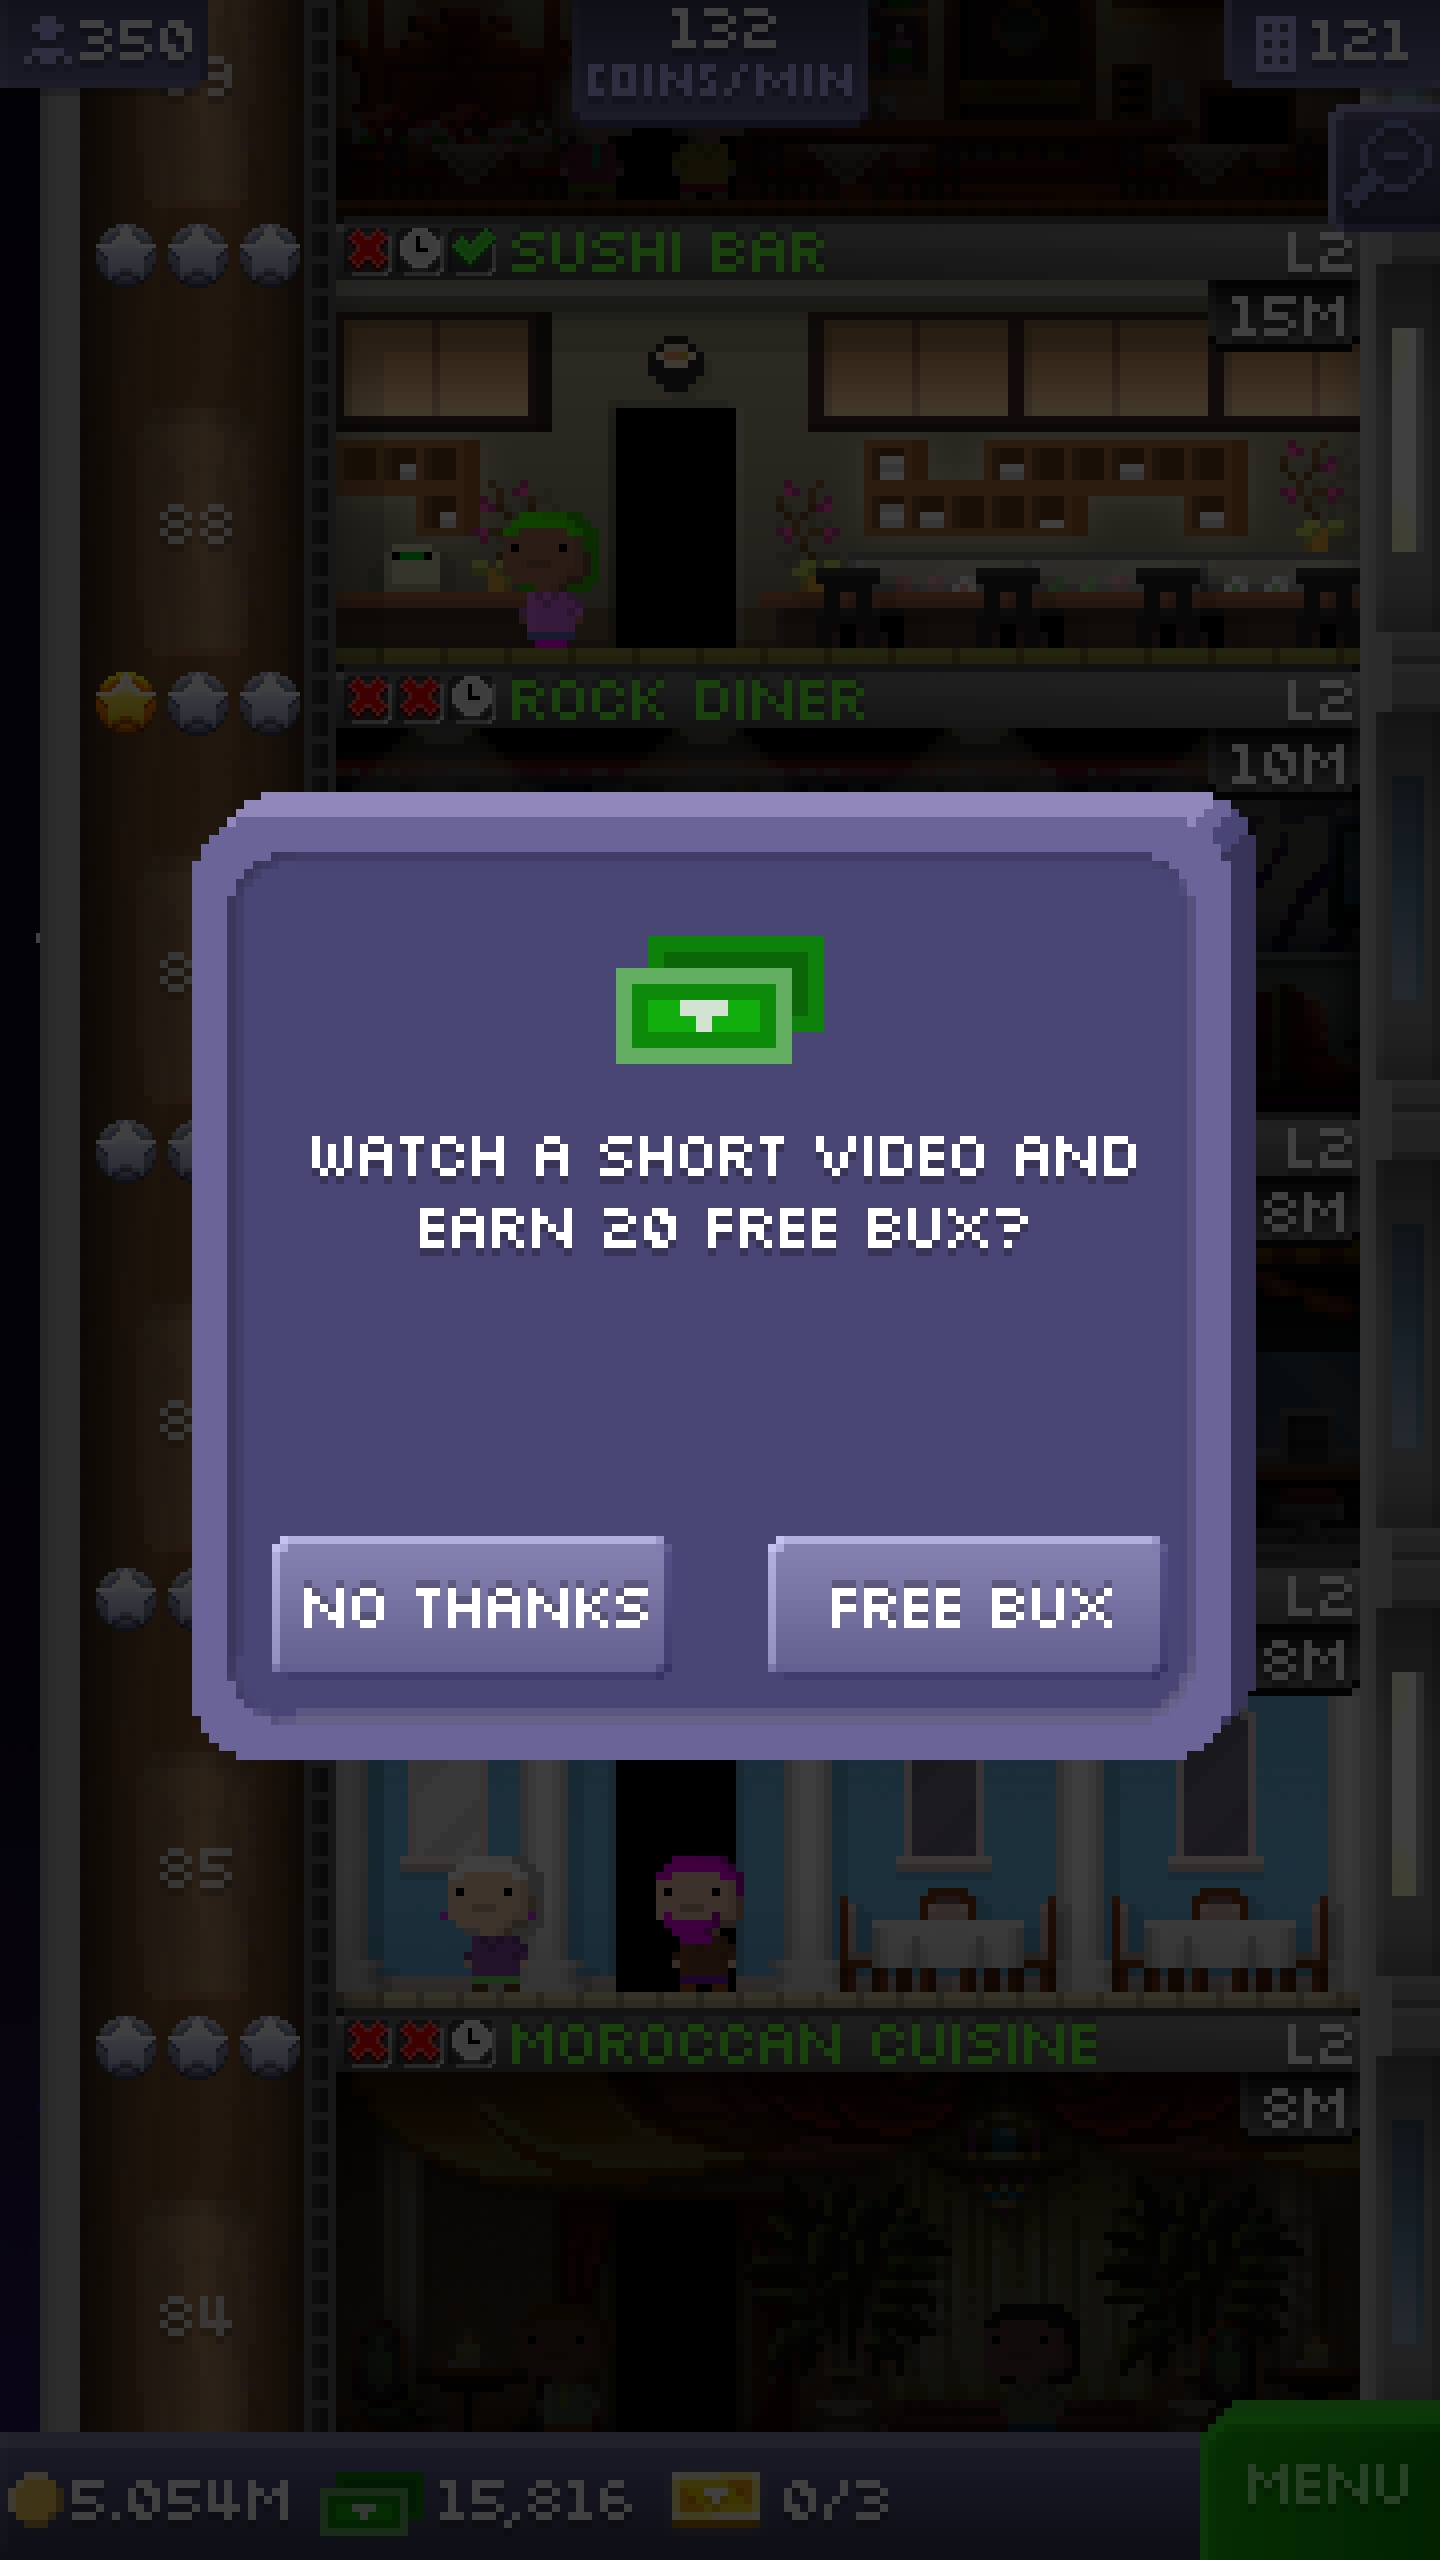 350
132
COINS/MIN
121
SUSHI BAR
L2
15M
88
ROCK DINER
L2
10M
WATCH A SHORT VIDEO AND
EARN 20 FREE BUX?
L2
8M
NO THANKS
FREE BUX
L2
8M
85
MOROCCAN CUISINE
L2
8M
84
5.054M
15,816
0/3
MENU